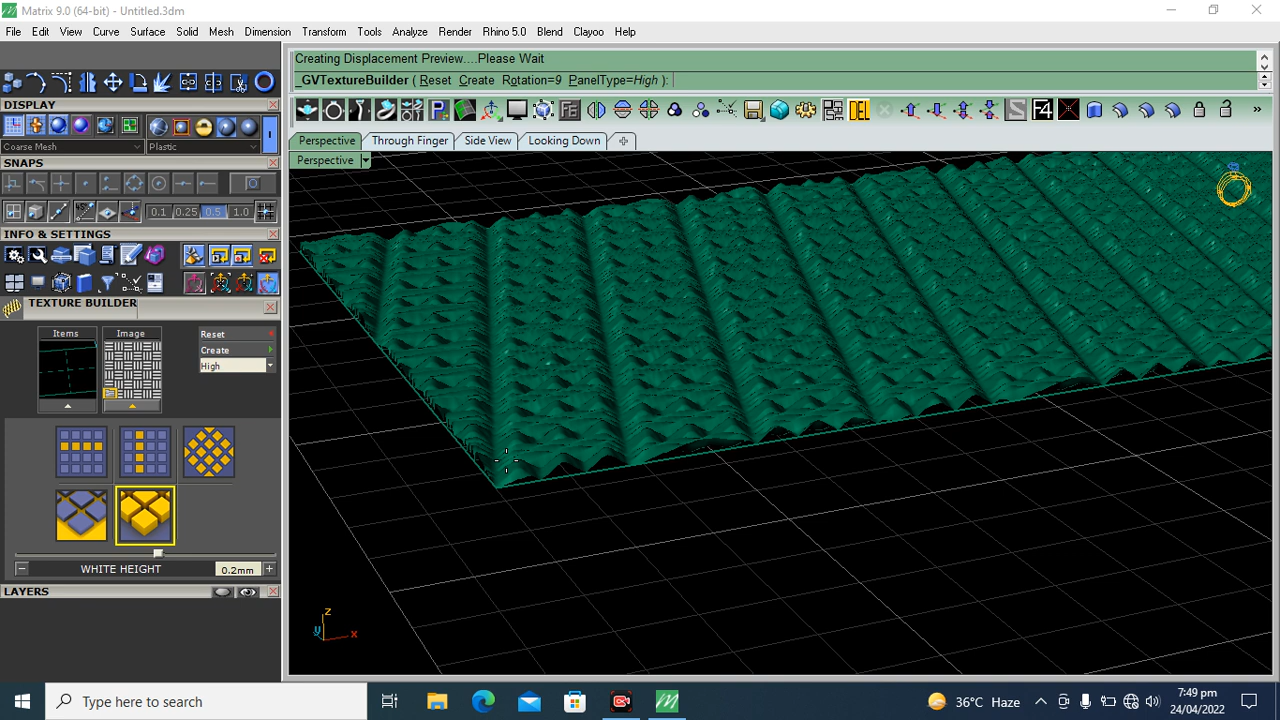 Matrix 9.0 (64-bit) - Untitled.3dm
File Edit View Curve Surface Solid Mesh Dimension Transform Tools Analyze Render Rhino 5.0 Blend Clayoo Help
Creating Displacement Preview....Please Wait
_GVTextureBuilder ( Reset Create Rotation=9 PanelType=High ):
DISPLAY
Coarse Mesh Plastic
SNAPS
0.1 0.25 0.5 1.0
INFO & SETTINGS
TEXTURE BUILDER
Items Image
Reset
Create
High
WHITE HEIGHT 0.2mm
LAYERS
F4 DEL
Perspective Through Finger Side View Looking Down
Perspective
z
y x
Type here to search
36°C Haze
7:49 pm
24/04/2022